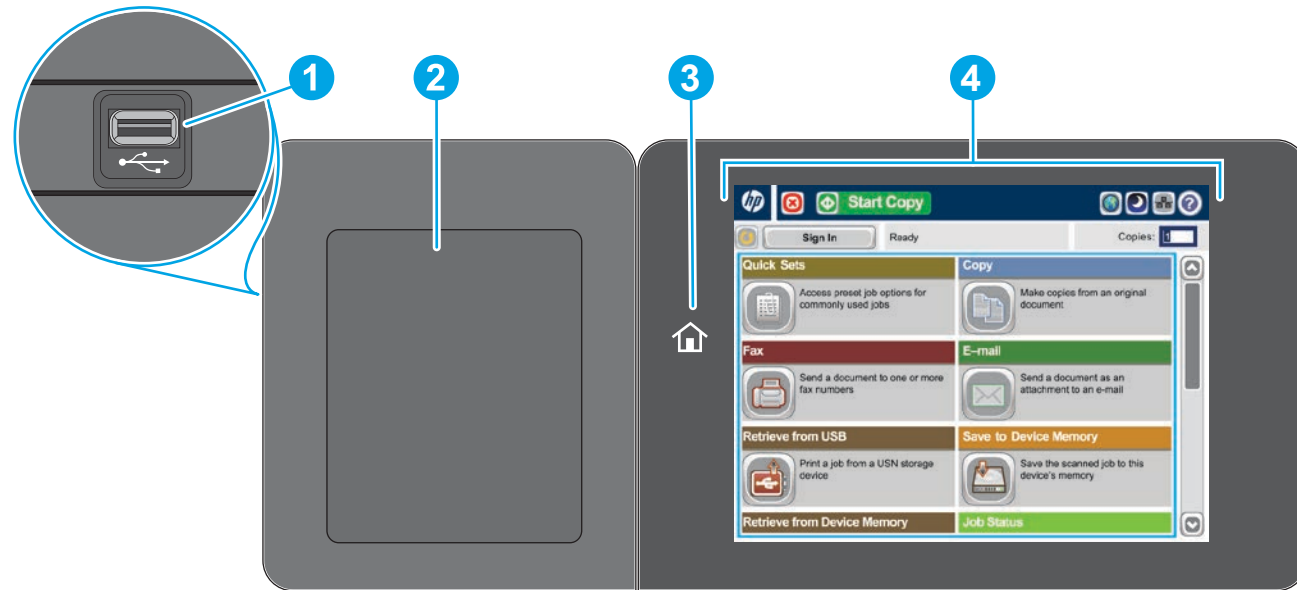 1
2
3
4
hp
Start Copy
Sign In
Ready
Copies: 1
Quick Sets
Access preset job options for
commonly used jobs
Copy
Make copies from an original
document
Fax
Send a document to one or more
fax numbers
E-mail
Send a document as an
attachment to an e-mail
Retrieve from USB
Print a job from a USN storage
device
Save to Device Memory
Save the scanned job to this
device's memory
Retrieve from Device Memory
Job Status